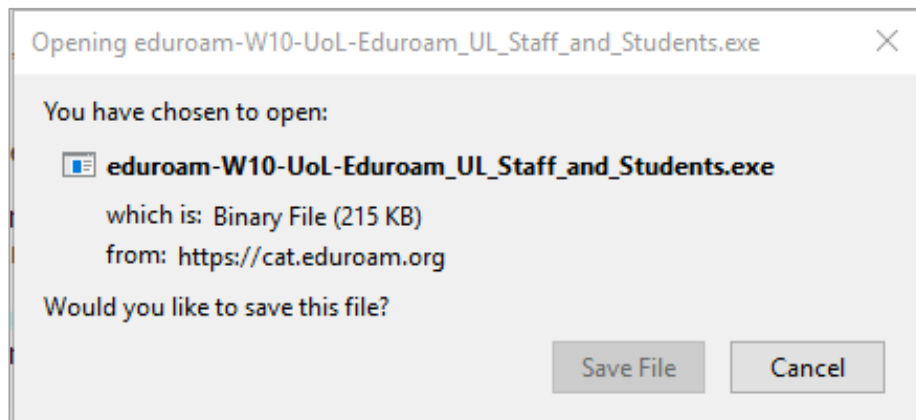 Opening eduroam-W10-UoL-Eduroam_UL_Staff_and_Students.exe
You have chosen to open:
eduroam-W10-UoL-Eduroam_UL_Staff_and_Students.exe
which is: Binary File (215 KB)
from: https://cat.eduroam.org
Would you like to save this file?
Save File Cancel